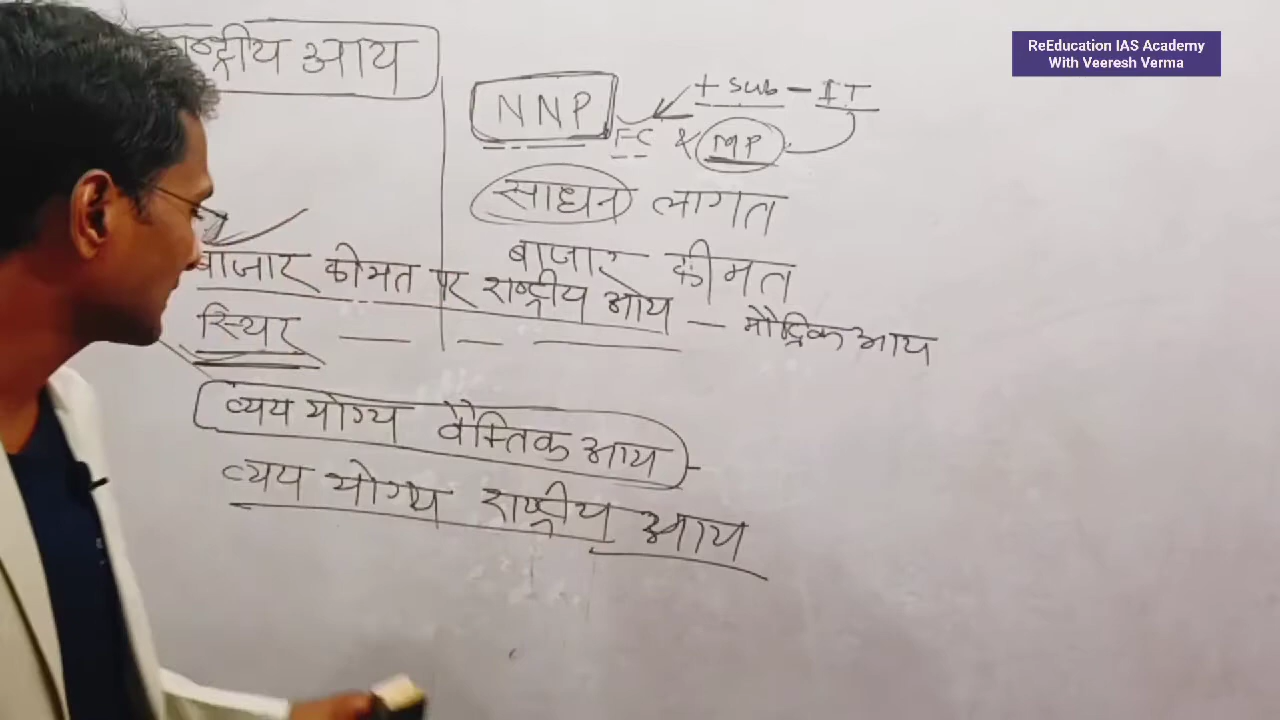 ReEducation IAS Academy
With Veeresh Verma
राष्ट्रीय आय
NNP FC & MP
+ Sub - IT
साधन लागत
बाजार कीमत
बाजार कीमत पर राष्ट्रीय आय - मौद्रिक आय
स्थिर — — —
व्यय योग्य वैस्तिक आय -
व्यय योग्य राष्ट्रीय आय